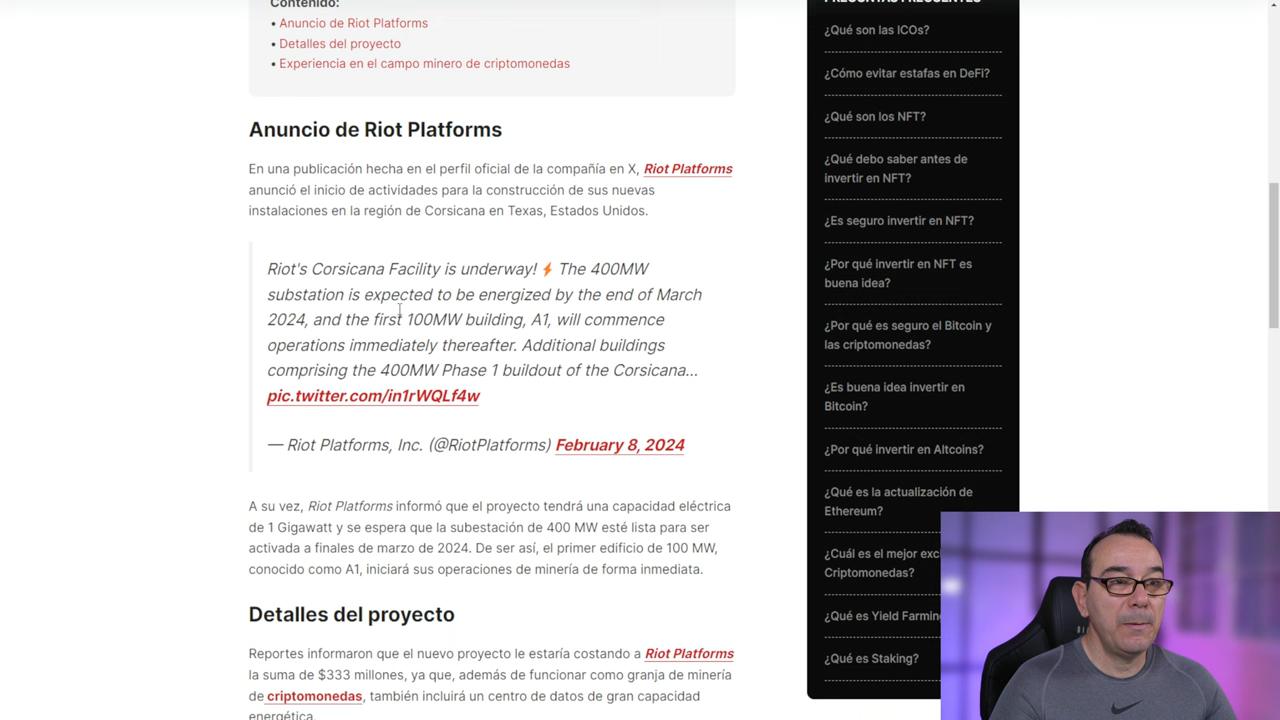 Contenido:
• Anuncio de Riot Platforms
• Detalles del proyecto
• Experiencia en el campo minero de criptomonedas
Anuncio de Riot Platforms
En una publicación hecha en el perfil oficial de la compañía en X, Riot Platforms
anunció el inicio de actividades para la construcción de sus nuevas
instalaciones en la región de Corsicana en Texas, Estados Unidos.
Riot's Corsicana Facility is underway! ⚡ The 400MW
substation is expected to be energized by the end of March
2024, and the first 100MW building, A1, will commence
operations immediately thereafter. Additional buildings
comprising the 400MW Phase 1 buildout of the Corsicana…
pic.twitter.com/in1rWQLf4w
— Riot Platforms, Inc. (@RiotPlatforms) February 8, 2024
A su vez, Riot Platforms informó que el proyecto tendrá una capacidad eléctrica
de 1 Gigawatt y se espera que la subestación de 400 MW esté lista para ser
activada a finales de marzo de 2024. De ser así, el primer edificio de 100 MW,
conocido como A1, iniciará sus operaciones de minería de forma inmediata.
Detalles del proyecto
Reportes informaron que el nuevo proyecto le estaría costando a Riot Platforms
la suma de $333 millones, ya que, además de funcionar como granja de minería
de criptomonedas, también incluirá un centro de datos de gran capacidad
energética.
PREGUNTAS FRECUENTES
¿Qué son las ICOs?
¿Cómo evitar estafas en DeFi?
¿Qué son los NFT?
¿Qué debo saber antes de
invertir en NFT?
¿Es seguro invertir en NFT?
¿Por qué invertir en NFT es
buena idea?
¿Por qué es seguro el Bitcoin y
las criptomonedas?
¿Es buena idea invertir en
Bitcoin?
¿Por qué invertir en Altcoins?
¿Qué es la actualización de
Ethereum?
¿Cuál es el mejor exc
Criptomonedas?
¿Qué es Yield Farmin
¿Qué es Staking?